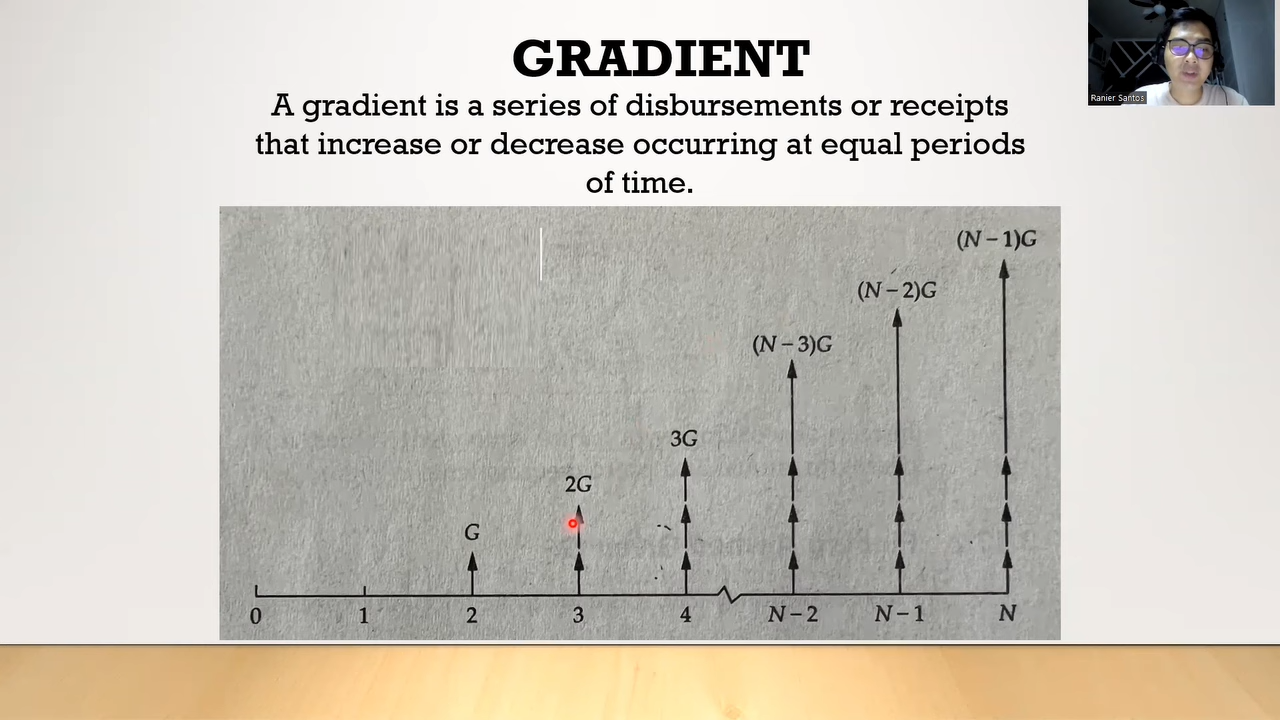 GRADIENT
A gradient is a series of disbursements or receipts
that increase or decrease occurring at equal periods
of time.
Ranier Santos
(N – 1)G
(N – 2)G
(N – 3)G
3G
2G
G
0 1 2 3 4 N – 2 N – 1 N